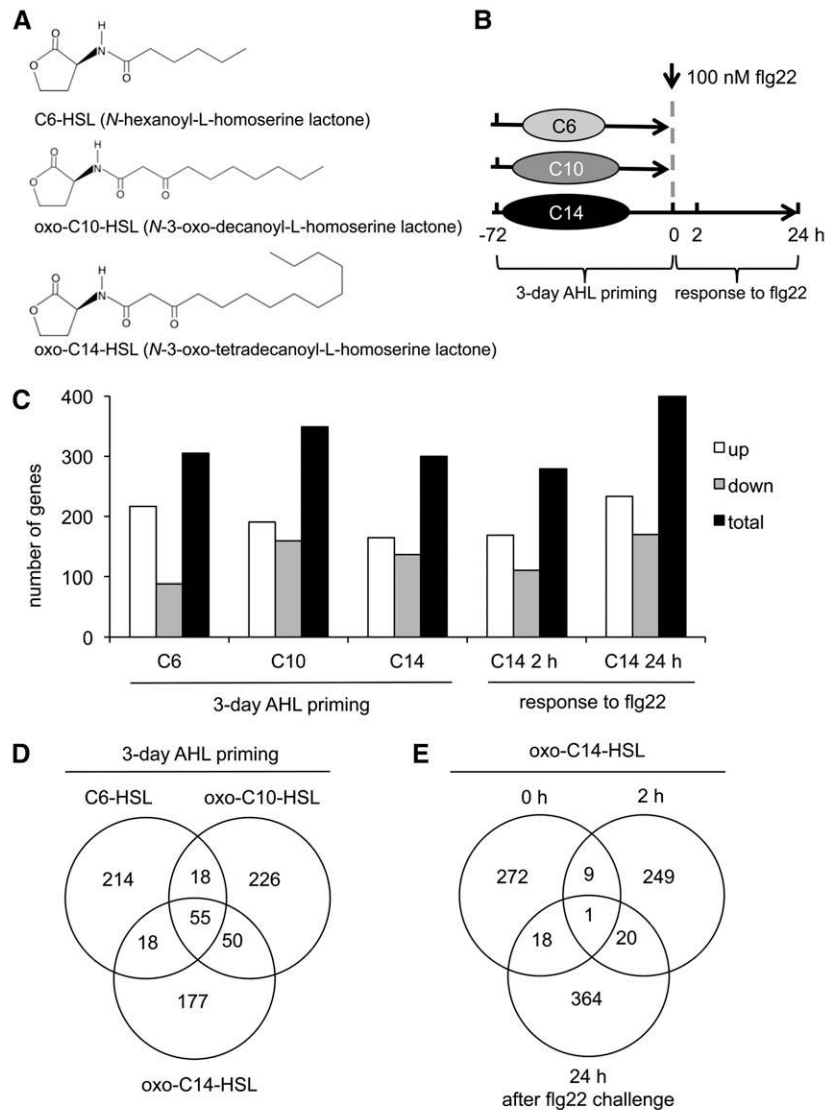 A
O
O
H
N
O
C6-HSL (N-hexanoyl-L-homoserine lactone)
O
O
H
N
O
O
oxo-C10-HSL (N-3-oxo-decanoyl-L-homoserine lactone)
O
O
H
N
O
O
oxo-C14-HSL (N-3-oxo-tetradecanoyl-L-homoserine lactone)
B
100 nM flg22
C6
C10
C14
-72 0 2 24 h
3-day AHL priming response to flg22
C
number of genes
400
300
200
100
0
up
down
total
C6 C10 C14 C14 2 h C14 24 h
3-day AHL priming response to flg22
D
3-day AHL priming
C6-HSL oxo-C10-HSL
214 18 226
55
18 50
177
oxo-C14-HSL
E
oxo-C14-HSL
0 h 2 h
272 9 249
1
18 20
364
24 h
after flg22 challenge